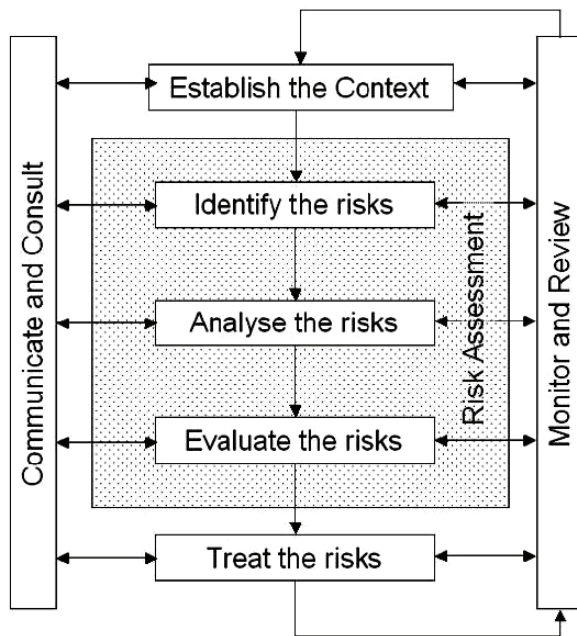 Establish the Context
Identify the risks
Analyse the risks
Evaluate the risks
Treat the risks
Communicate and Consult
Risk Assessment
Monitor and Review